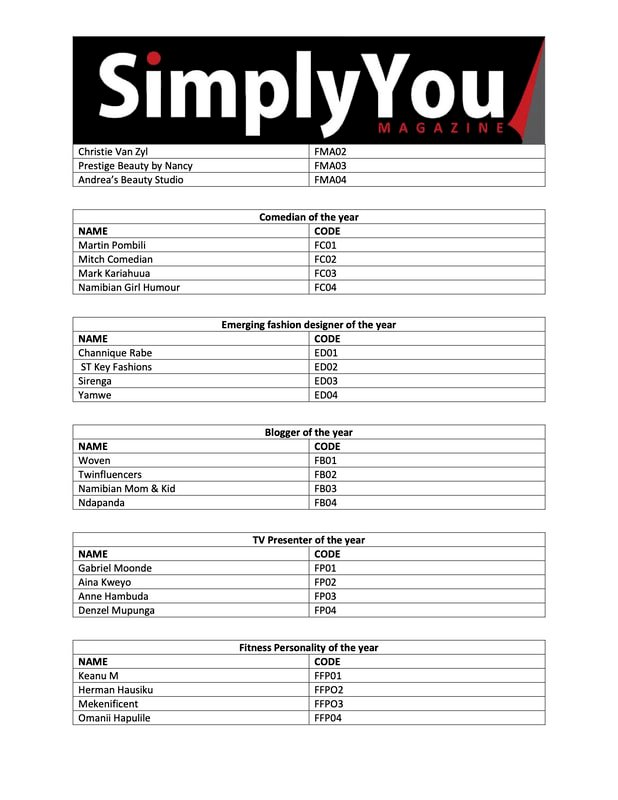 SimplyYou
MAGAZINE
Christie Van Zyl FMA02
Prestige Beauty by Nancy FMA03
Andrea’s Beauty Studio FMA04
Comedian of the year
NAME CODE
Martin Pombili FC01
Mitch Comedian FC02
Mark Kariahuua FC03
Namibian Girl Humour FC04
Emerging fashion designer of the year
NAME CODE
Channique Rabe ED01
ST Key Fashions ED02
Sirenga ED03
Yamwe ED04
Blogger of the year
NAME CODE
Woven FB01
Twinfluencers FB02
Namibian Mom & Kid FB03
Ndapanda FB04
TV Presenter of the year
NAME CODE
Gabriel Moonde FP01
Aina Kweyo FP02
Anne Hambuda FP03
Denzel Mupunga FP04
Fitness Personality of the year
NAME CODE
Keanu M FFP01
Herman Hausiku FFPO2
Mekenificent FFPO3
Omanii Hapulile FFP04